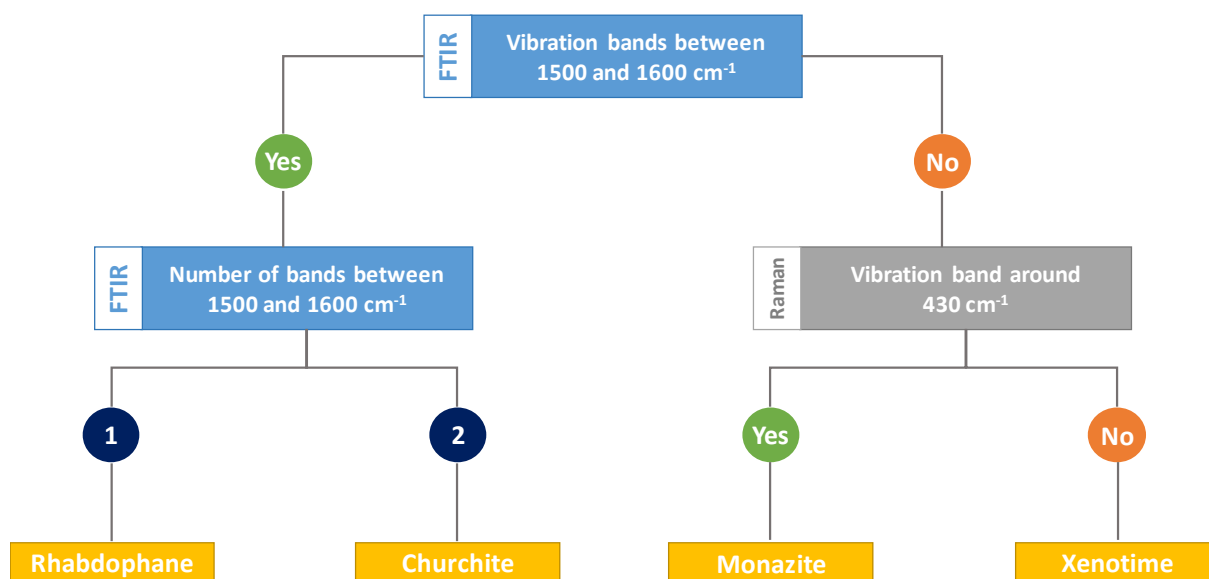 FTIR
Vibration bands between
1500 and 1600 cm⁻¹
Yes
No
FTIR
Number of bands between
1500 and 1600 cm⁻¹
Raman
Vibration band around
430 cm⁻¹
1
2
Yes
No
Rhabdophane
Churchite
Monazite
Xenotime